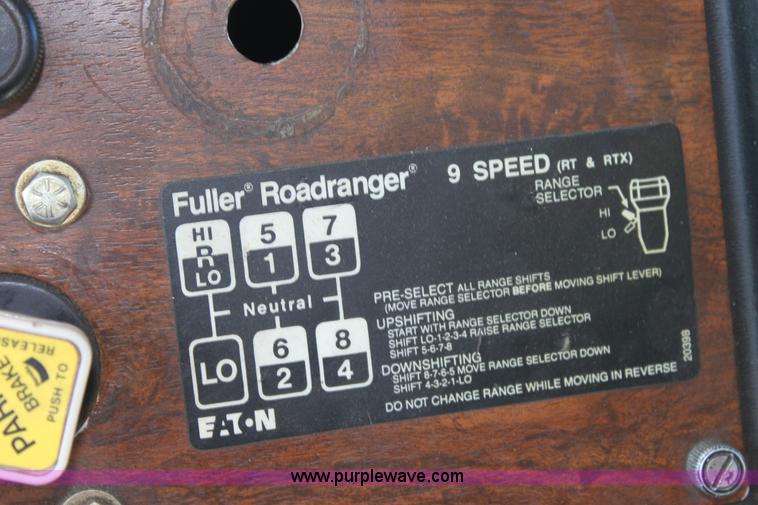 Fuller® Roadranger® 9 SPEED (RT & RTX)
RANGE
SELECTOR
HI
LO
HI 5 7
R 1 3
LO
Neutral
LO 6 8
2 4
PRE-SELECT ALL RANGE SHIFTS
(MOVE RANGE SELECTOR BEFORE MOVING SHIFT LEVER)
UPSHIFTING
START WITH RANGE SELECTOR DOWN
SHIFT LO-1-2-3-4 RAISE RANGE SELECTOR
SHIFT 5-6-7-8
DOWNSHIFTING
SHIFT 8-7-6-5 MOVE RANGE SELECTOR DOWN
SHIFT 4-3-2-1-LO
DO NOT CHANGE RANGE WHILE MOVING IN REVERSE
20398
EATON
BRAKE
PUSH TO
RELEASE
www.purplewave.com